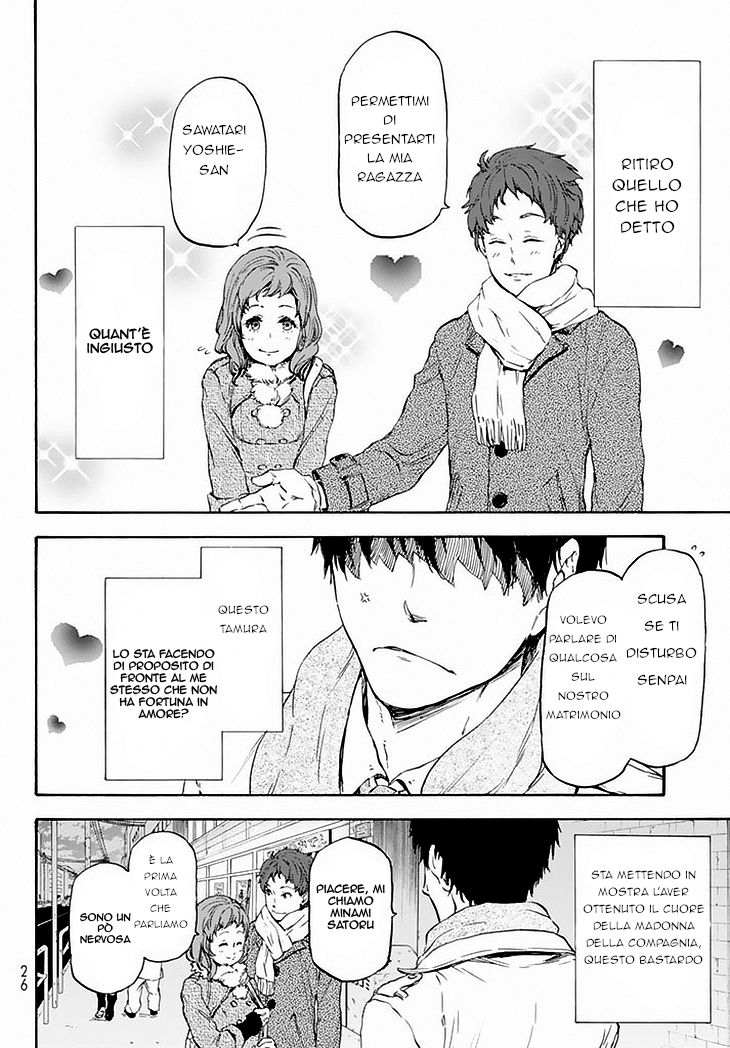 RITIRO
QUELLO
CHE HO
DETTO
PERMETTIMI
DI
PRESENTARTI
LA MIA
RAGAZZA
SAWATARI
YOSHIE-
SAN
QUANT'È
INGIUSTO
SCUSA
SE TI
DISTURBO
SENPAI
VOLEVO
PARLARE DI
QUALCOSA
SUL
NOSTRO
MATRIMONIO
QUESTO
TAMURA
LO STA FACENDO
DI PROPOSITO DI
FRONTE AL ME
STESSO CHE NON
HA FORTUNA IN
AMORE?
STA METTENDO IN
MOSTRA L'AVER
OTTENUTO IL CUORE
DELLA MADONNA
DELLA COMPAGNIA,
QUESTO BASTARDO
PIACERE, MI
CHIAMO
MINAMI
SATORU
È LA
PRIMA
VOLTA
CHE
PARLIAMO
SONO UN
PÒ
NERVOSA
26